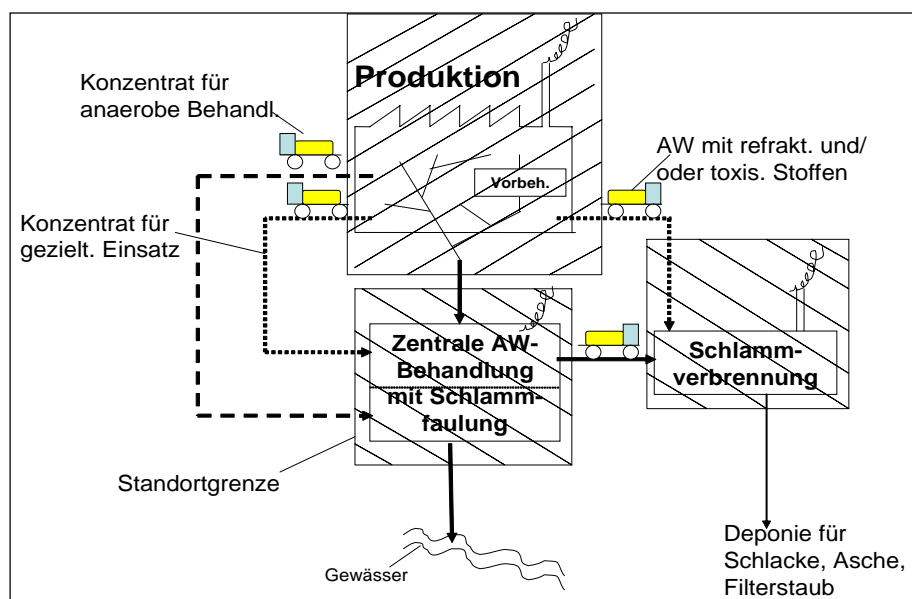 Produktion
Konzentrat für
anaerobe Behandl.
AW mit refrakt. und/
oder toxis. Stoffen
Vorbeh.
Konzentrat für
gezielt. Einsatz
Zentrale AW-
Behandlung
mit Schlamm-
faulung
Schlamm-
verbrennung
Standortgrenze
Gewässer
Deponie für
Schlacke, Asche,
Filterstaub